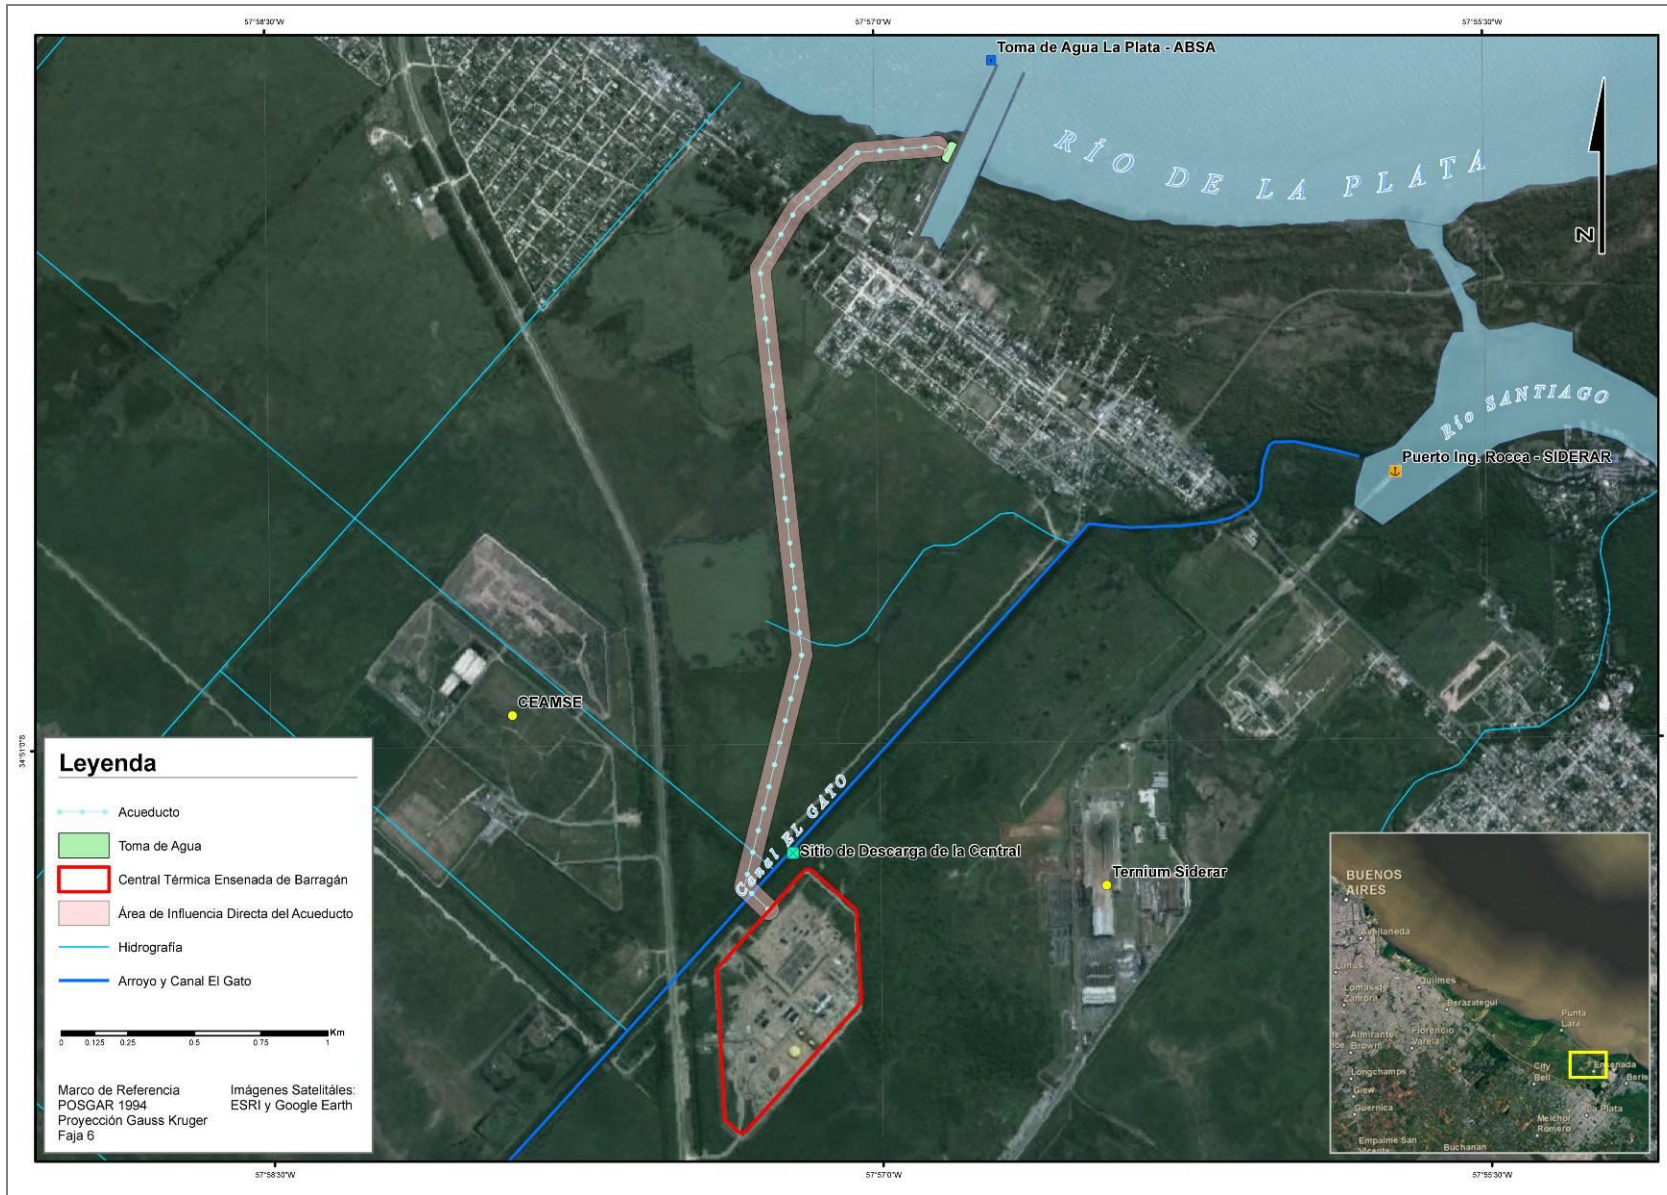 57°58'30"W
57°57'0"W
57°55'30"W
Toma de Agua La Plata - ABSA
RÍO DE LA PLATA
N
Río SANTIAGO
Puerto Ing. Rocca - SIDERAR
CEAMSE
34°51'0"S
Canal EL GATO
Sitio de Descarga de la Central
Ternium Siderar
Leyenda
Acueducto
Toma de Agua
Central Térmica Ensenada de Barragán
Área de Influencia Directa del Acueducto
Hidrografía
Arroyo y Canal El Gato
Km
0 0.125 0.25 0.5 0.75 1
Marco de Referencia
POSGAR 1994
Proyección Gauss Kruger
Faja 6
Imágenes Satelitáles:
ESRI y Google Earth
BUENOS
AIRES
Avellaneda
Lanus
Lomas de
Zamora
Quilmes
Berazategui
Almirante
Brown
Florencio
Varela
Punta
Lara
Longchamps
Glew
Guernica
City
Bell
Ensenada
Beris
La Plata
Melchor
Romero
Empalme San
Vicente
Buchanan
57°58'30"W
57°57'0"W
57°55'30"W